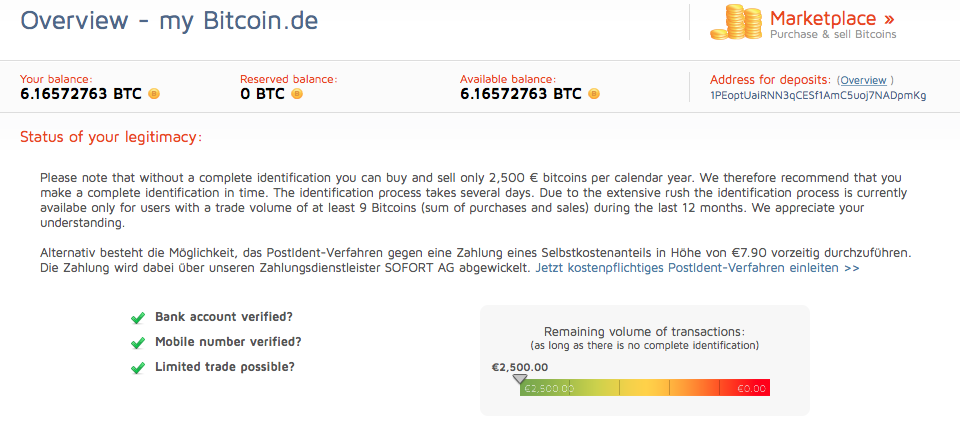 Overview - my Bitcoin.de
Marketplace »
Purchase & sell Bitcoins
Your balance:
6.16572763 BTC
Reserved balance:
0 BTC
Available balance:
6.16572763 BTC
Address for deposits: (Overview )
1PEoptUaiRNN3qCESf1AmC5uoj7NADpmKg
Status of your legitimacy:
Please note that without a complete identification you can buy and sell only 2,500 € bitcoins per calendar year. We therefore recommend that you
make a complete identification in time. The identification process takes several days. Due to the extensive rush the identification process is currently
availabe only for users with a trade volume of at least 9 Bitcoins (sum of purchases and sales) during the last 12 months. We appreciate your
understanding.
Alternativ besteht die Möglichkeit, das PostIdent-Verfahren gegen eine Zahlung eines Selbstkostenanteils in Höhe von €7.90 vorzeitig durchzuführen.
Die Zahlung wird dabei über unseren Zahlungsdienstleister SOFORT AG abgewickelt. Jetzt kostenpflichtiges PostIdent-Verfahren einleiten >>
Bank account verified?
Mobile number verified?
Limited trade possible?
Remaining volume of transactions:
(as long as there is no complete identification)
€2,500.00
€2,500.00
€0.00